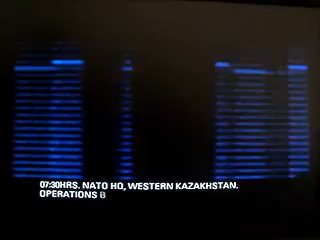 07:30HRS. NATO HQ, WESTERN KAZAKHSTAN.
OPERATIONS B